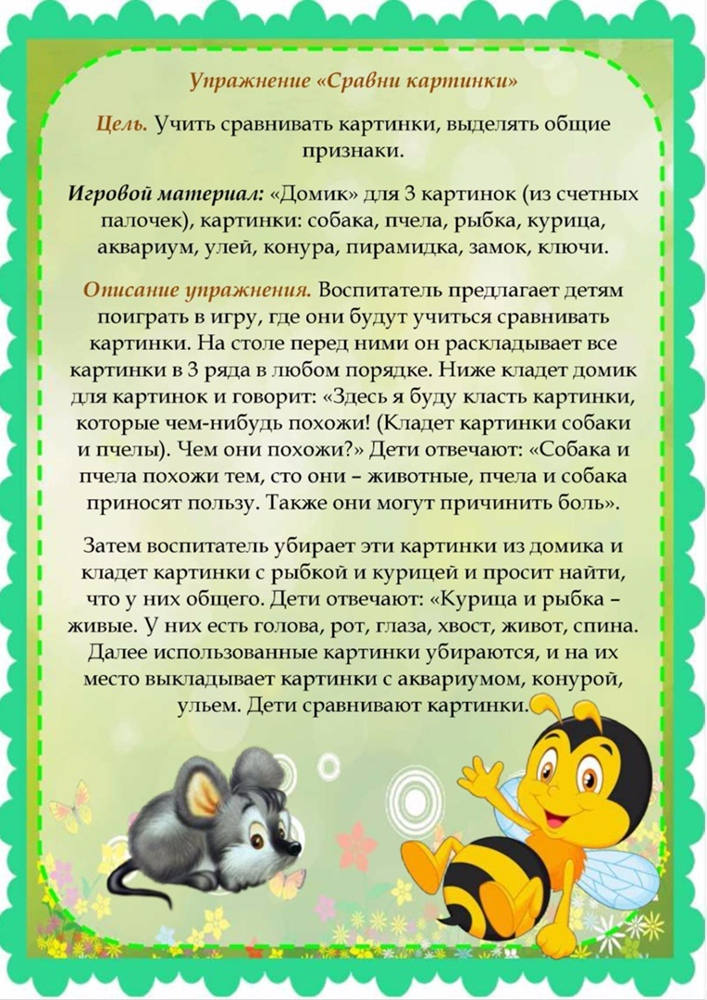 Упражнение «Сравни картинки»
Цель. Учить сравнивать картинки, выделять общие
признаки.
Игровой материал: «Домик» для 3 картинок (из счетных
палочек), картинки: собака, пчела, рыбка, курица,
аквариум, улей, конура, пирамидка, замок, ключи.
Описание упражнения. Воспитатель предлагает детям
поиграть в игру, где они будут учиться сравнивать
картинки. На столе перед ними он раскладывает все
картинки в 3 ряда в любом порядке. Ниже кладет домик
для картинок и говорит: «Здесь я буду класть картинки,
которые чем-нибудь похожи! (Кладет картинки собаки
и пчелы). Чем они похожи?» Дети отвечают: «Собака и
пчела похожи тем, сто они – животные, пчела и собака
приносят пользу. Также они могут причинить боль».
Затем воспитатель убирает эти картинки из домика и
кладет картинки с рыбкой и курицей и просит найти,
что у них общего. Дети отвечают: «Курица и рыбка –
живые. У них есть голова, рот, глаза, хвост, живот, спина.
Далее использованные картинки убираются, и на их
место выкладывает картинки с аквариумом, конурой,
ульем. Дети сравнивают картинки.